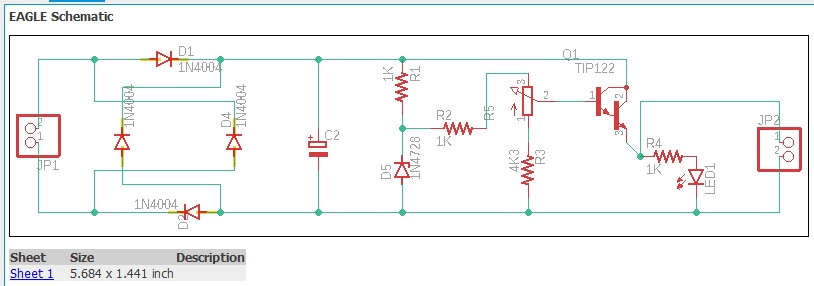 EAGLE Schematic
D1
1N4004
1N4004
D4
1N4004
2
1
JP1
1N4004
D2
+
C2
1K
R1
R2
1K
D5
1N4728
R5
3
2
1
4K3
R3
Q1
TIP122
1
2
3
R4
1K
LED1
JP2
1
2
Sheet Size Description
Sheet 1 5.684 x 1.441 inch